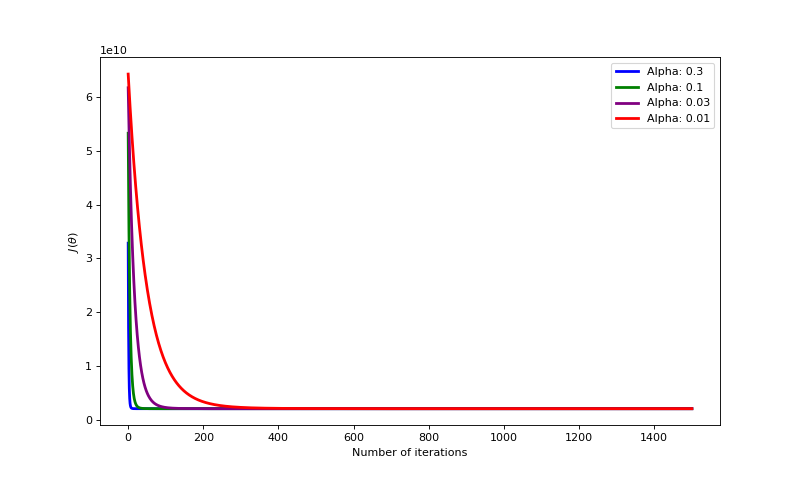 1e10
6
5
4
3
2
1
0
J(θ)
0
200
400
600
800
1000
1200
1400
Number of iterations
Alpha: 0.3
Alpha: 0.1
Alpha: 0.03
Alpha: 0.01